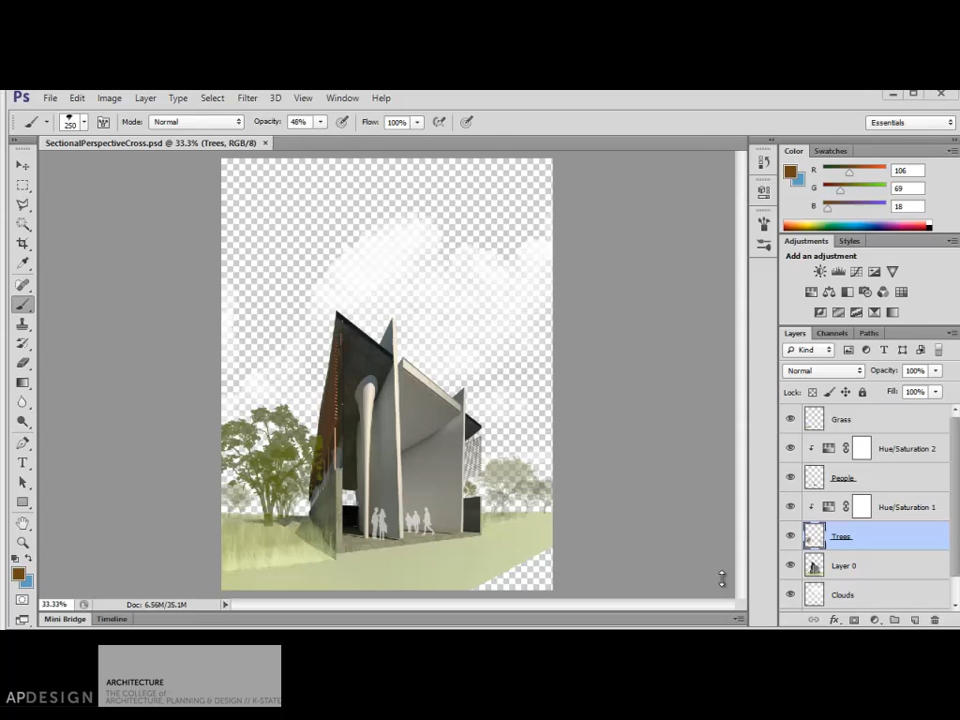 Ps File Edit Image Layer Type Select Filter 3D View Window Help
250 Mode: Normal Opacity: 48% Flow: 100% Essentials
SectionalPerspectiveCross.psd @ 33.3% (Trees, RGB/8) ×
Color Swatches
R 106
G 69
B 18
Adjustments Styles
Add an adjustment
Layers Channels Paths
Kind
Normal Opacity: 100%
Lock: Fill: 100%
Grass
Hue/Saturation 2
People
Hue/Saturation 1
Trees
Layer 0
Clouds
33.33% Doc: 6.56M/35.1M
Mini Bridge Timeline
APDESIGN
ARCHITECTURE
THE COLLEGE of
ARCHITECTURE, PLANNING & DESIGN // K-STATE